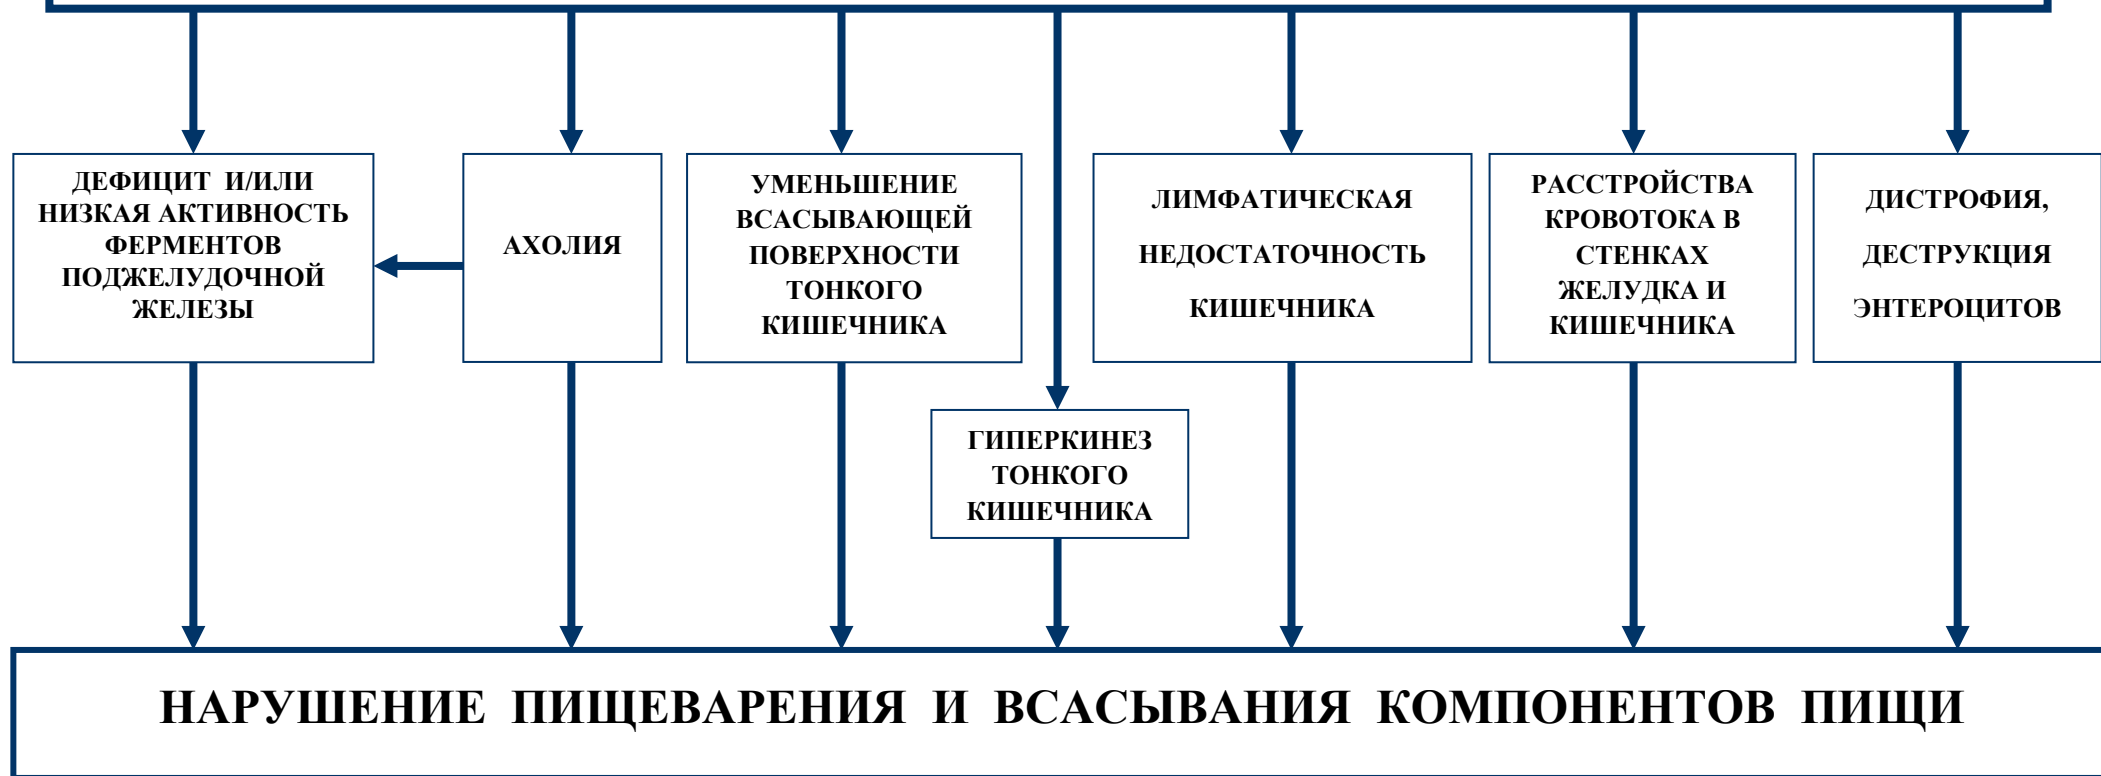 ДЕФИЦИТ И/ИЛИ
НИЗКАЯ АКТИВНОСТЬ
ФЕРМЕНТОВ
ПОДЖЕЛУДОЧНОЙ
ЖЕЛЕЗЫ
АХОЛИЯ
УМЕНЬШЕНИЕ
ВСАСЫВАЮЩЕЙ
ПОВЕРХНОСТИ
ТОНКОГО
КИШЕЧНИКА
ЛИМФАТИЧЕСКАЯ
НЕДОСТАТОЧНОСТЬ
КИШЕЧНИКА
РАССТРОЙСТВА
КРОВОТОКА В
СТЕНКАХ
ЖЕЛУДКА И
КИШЕЧНИКА
ДИСТРОФИЯ,
ДЕСТРУКЦИЯ
ЭНТЕРОЦИТОВ
ГИПЕРКИНЕЗ
ТОНКОГО
КИШЕЧНИКА
НАРУШЕНИЕ ПИЩЕВАРЕНИЯ И ВСАСЫВАНИЯ КОМПОНЕНТОВ ПИЩИ